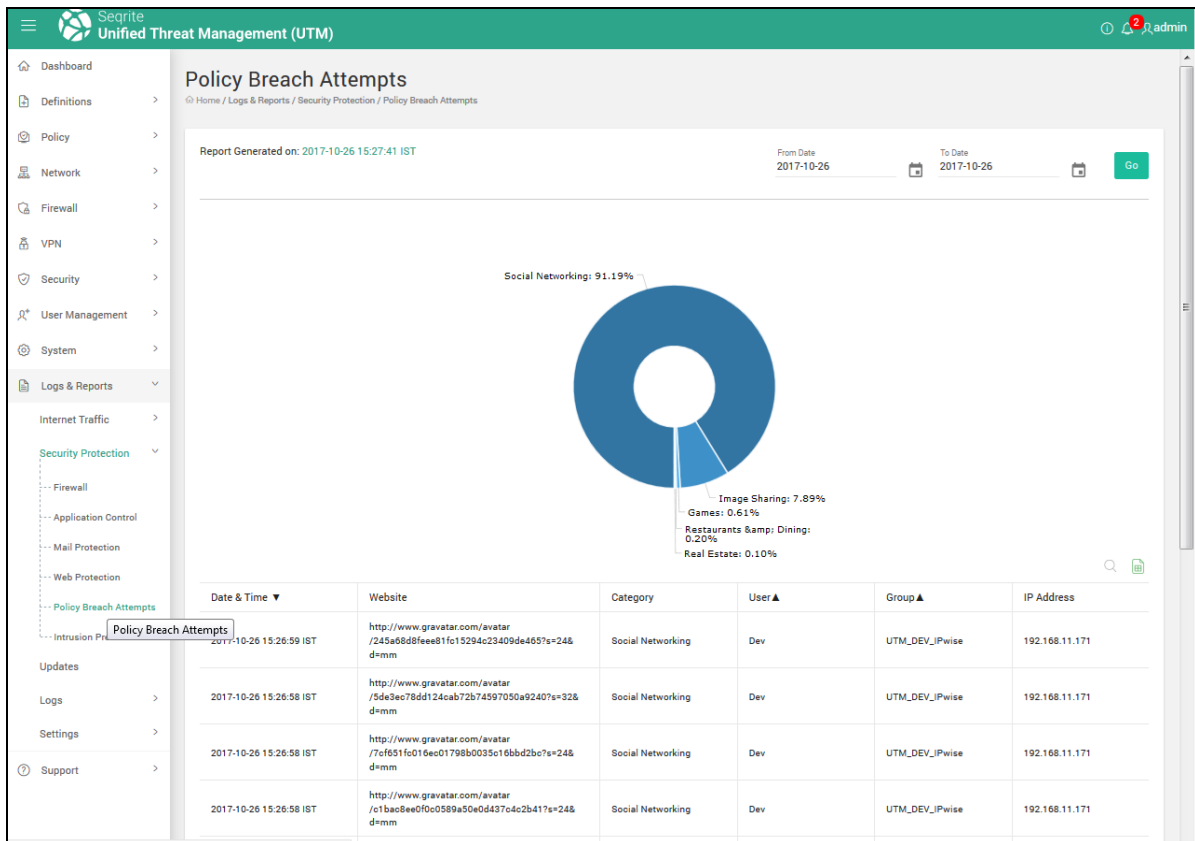 Seqrite
Unified Threat Management (UTM)
2
admin
Dashboard
Definitions
Policy
Network
Firewall
VPN
Security
User Management
System
Logs & Reports
Internet Traffic
Security Protection
Firewall
Application Control
Mail Protection
Web Protection
Policy Breach Attempts
Intrusion Pr
Policy Breach Attempts
Updates
Logs
Settings
Support
Policy Breach Attempts
Home / Logs & Reports / Security Protection / Policy Breach Attempts
Report Generated on: 2017-10-26 15:27:41 IST
From Date
2017-10-26
To Date
2017-10-26
Go
Social Networking: 91.19%
Image Sharing: 7.89%
Games: 0.61%
Restaurants &amp; Dining:
0.20%
Real Estate: 0.10%
Date & Time ▼ Website Category User▲ Group▲ IP Address
http://www.gravatar.com/avatar
2017-10-26 15:26:59 IST /245a68d8feee81fc15294c23409de465?s=24& Social Networking Dev UTM_DEV_IPwise 192.168.11.171
d=mm
http://www.gravatar.com/avatar
2017-10-26 15:26:58 IST /5de3ec78dd124cab72b74597050a9240?s=32& Social Networking Dev UTM_DEV_IPwise 192.168.11.171
d=mm
http://www.gravatar.com/avatar
2017-10-26 15:26:58 IST /7cf651fc016ec01798b0035c16bbd2bc?s=24& Social Networking Dev UTM_DEV_IPwise 192.168.11.171
d=mm
http://www.gravatar.com/avatar
2017-10-26 15:26:58 IST /c1bac8ee0f0c0589a50e0d437c4c2b41?s=24& Social Networking Dev UTM_DEV_IPwise 192.168.11.171
d=mm